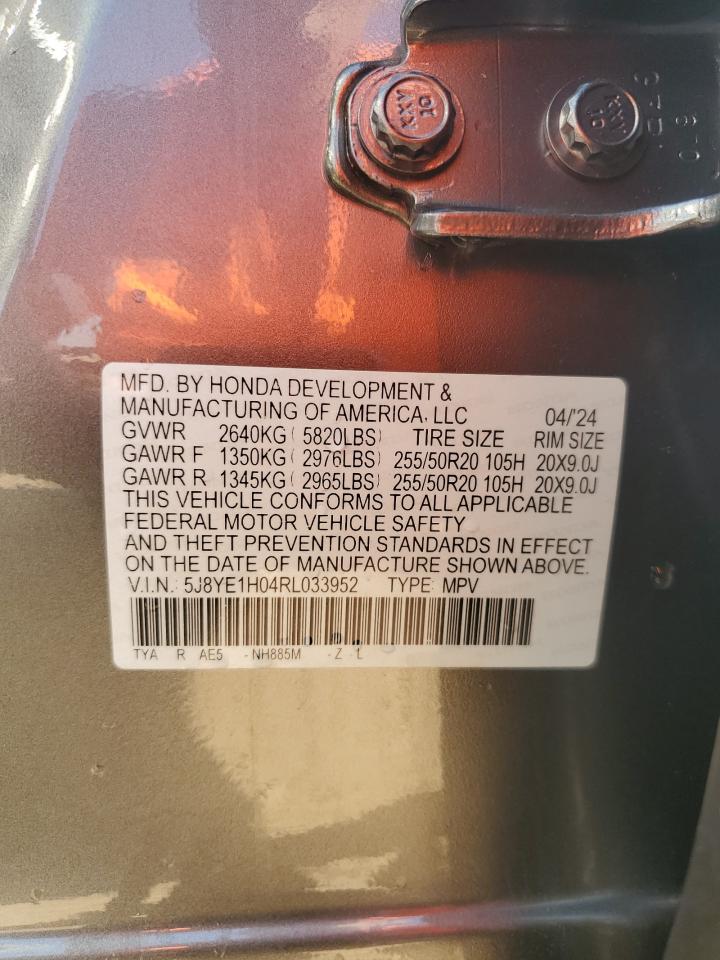 MFD. BY HONDA DEVELOPMENT &
MANUFACTURING OF AMERICA, LLC 04/'24
GVWR 2640KG ( 5820LBS) TIRE SIZE RIM SIZE
GAWR F 1350KG ( 2976LBS) 255/50R20 105H 20X9.0J
GAWR R 1345KG ( 2965LBS) 255/50R20 105H 20X9.0J
THIS VEHICLE CONFORMS TO ALL APPLICABLE
FEDERAL MOTOR VEHICLE SAFETY
AND THEFT PREVENTION STANDARDS IN EFFECT
ON THE DATE OF MANUFACTURE SHOWN ABOVE.
V.I.N.: 5J8YE1H04RL033952 TYPE: MPV
TYA R AE5 -NH885M -Z L